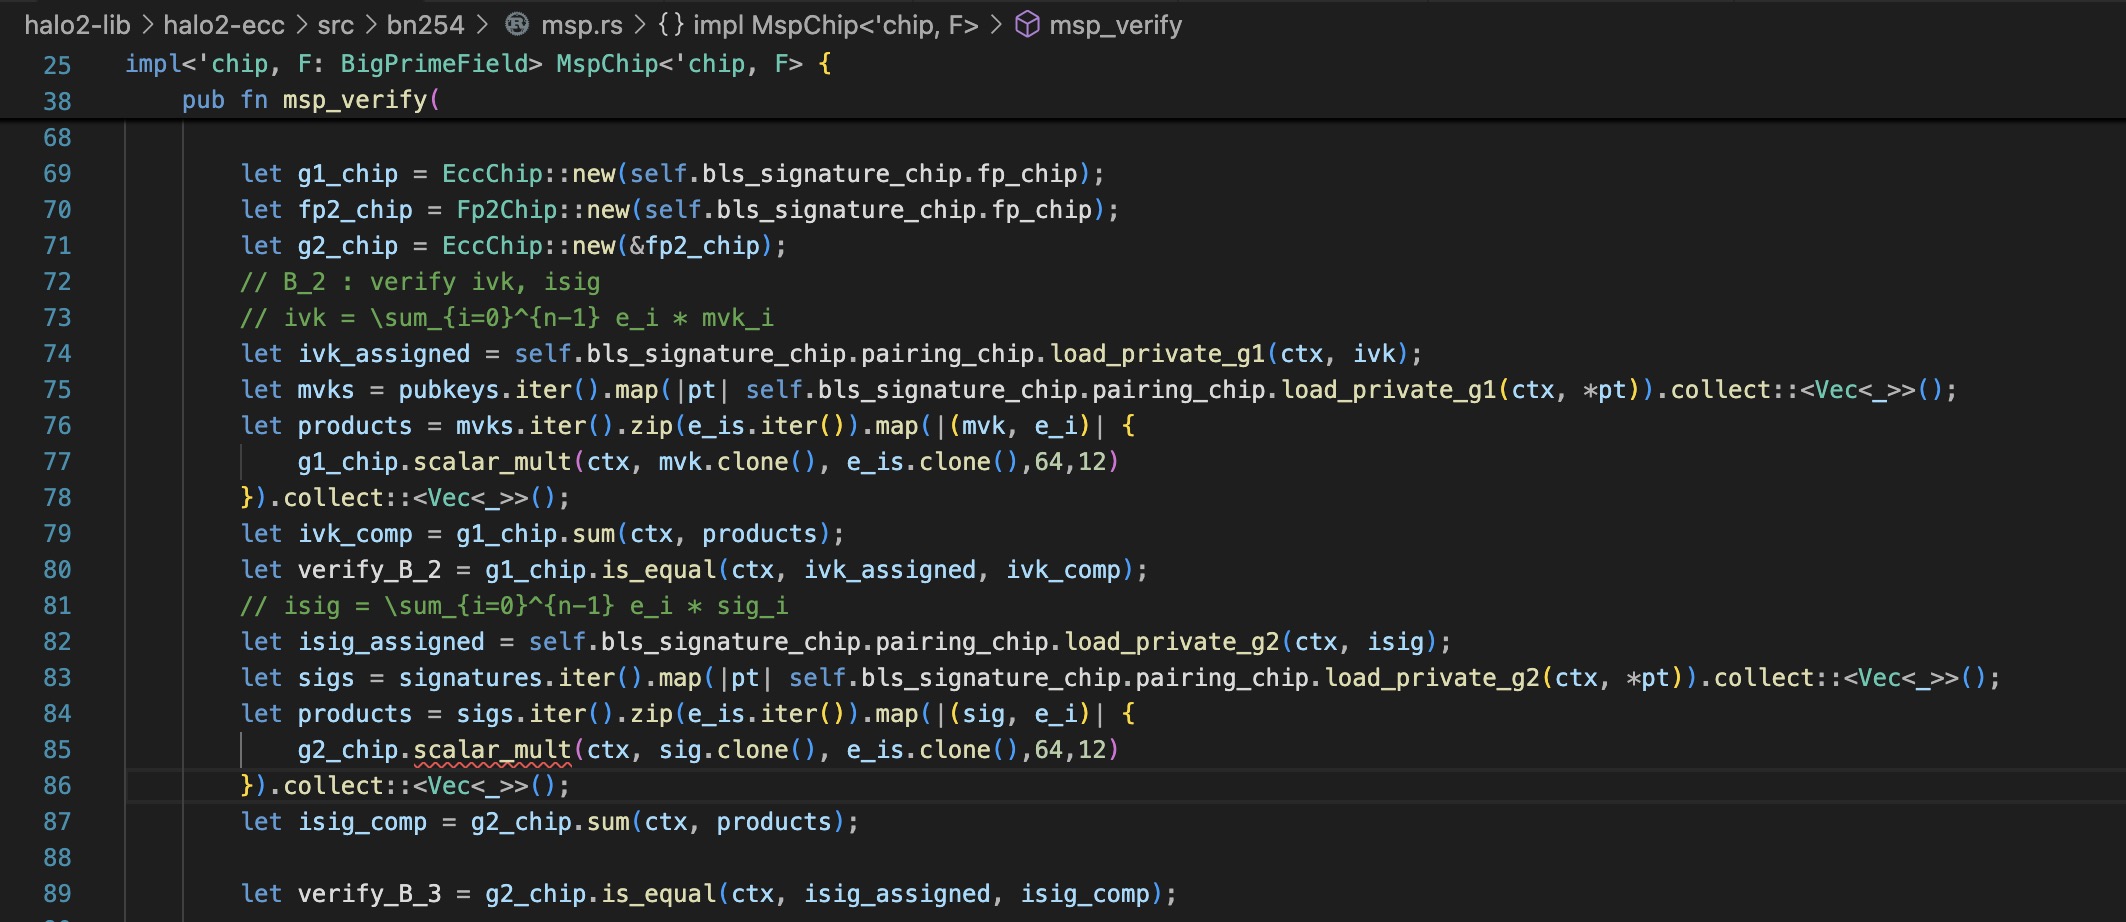 halo2-lib > halo2-ecc > src > bn254 > msp.rs > {} impl MspChip<'chip, F> > msp_verify
25 impl<'chip, F: BigPrimeField> MspChip<'chip, F> {
38 pub fn msp_verify(
68
69 let g1_chip = EccChip::new(self.bls_signature_chip.fp_chip);
70 let fp2_chip = Fp2Chip::new(self.bls_signature_chip.fp_chip);
71 let g2_chip = EccChip::new(&fp2_chip);
72 // B_2 : verify ivk, isig
73 // ivk = \sum_{i=0}^{n-1} e_i * mvk_i
74 let ivk_assigned = self.bls_signature_chip.pairing_chip.load_private_g1(ctx, ivk);
75 let mvks = pubkeys.iter().map(|pt| self.bls_signature_chip.pairing_chip.load_private_g1(ctx, *pt)).collect::<Vec<_>>();
76 let products = mvks.iter().zip(e_is.iter()).map(|(mvk, e_i)| {
77 g1_chip.scalar_mult(ctx, mvk.clone(), e_is.clone(),64,12)
78 }).collect::<Vec<_>>();
79 let ivk_comp = g1_chip.sum(ctx, products);
80 let verify_B_2 = g1_chip.is_equal(ctx, ivk_assigned, ivk_comp);
81 // isig = \sum_{i=0}^{n-1} e_i * sig_i
82 let isig_assigned = self.bls_signature_chip.pairing_chip.load_private_g2(ctx, isig);
83 let sigs = signatures.iter().map(|pt| self.bls_signature_chip.pairing_chip.load_private_g2(ctx, *pt)).collect::<Vec<_>>();
84 let products = sigs.iter().zip(e_is.iter()).map(|(sig, e_i)| {
85 g2_chip.scalar_mult(ctx, sig.clone(), e_is.clone(),64,12)
86 }).collect::<Vec<_>>();
87 let isig_comp = g2_chip.sum(ctx, products);
88
89 let verify_B_3 = g2_chip.is_equal(ctx, isig_assigned, isig_comp);